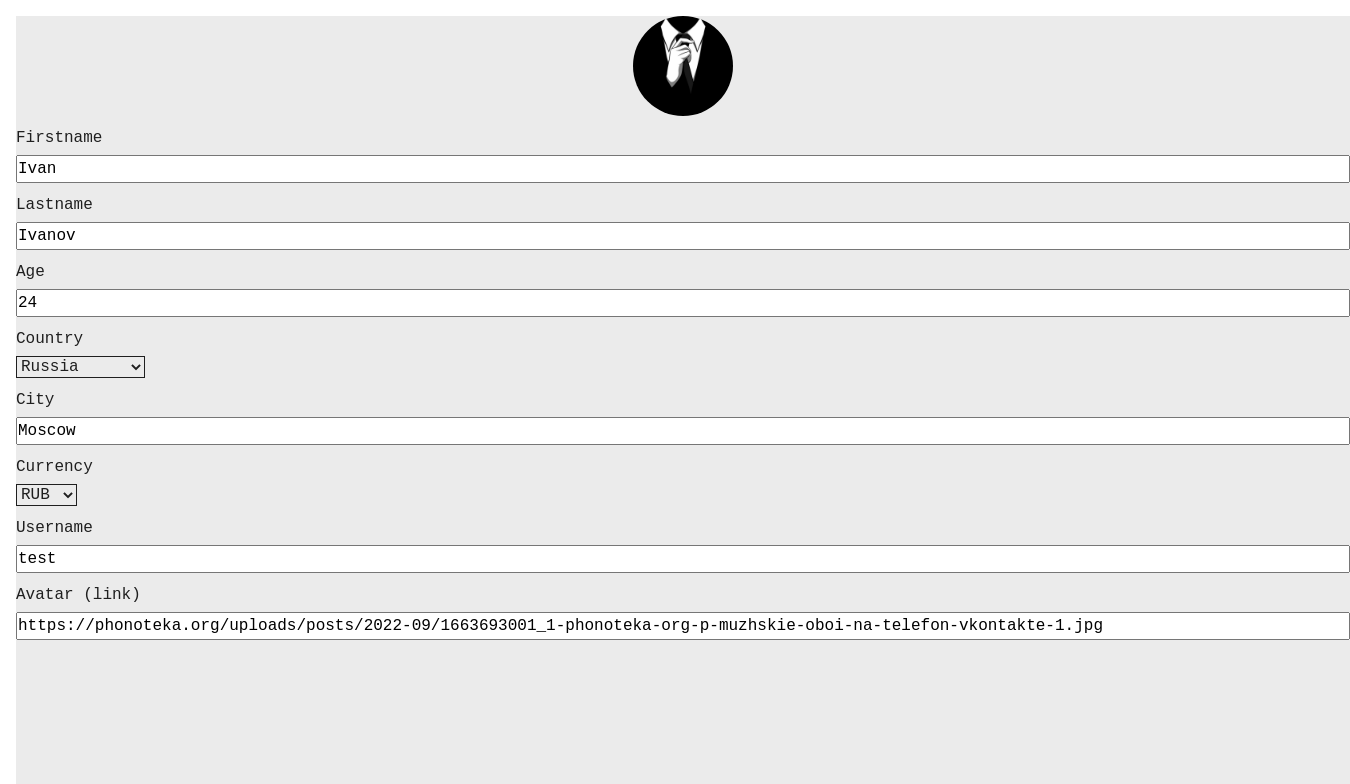 Firstname
Ivan
Lastname
Ivanov
Age
24
Country
Russia
City
Moscow
Currency
RUB
Username
test
Avatar (link)
https://phonoteka.org/uploads/posts/2022-09/1663693001_1-phonoteka-org-p-muzhskie-oboi-na-telefon-vkontakte-1.jpg